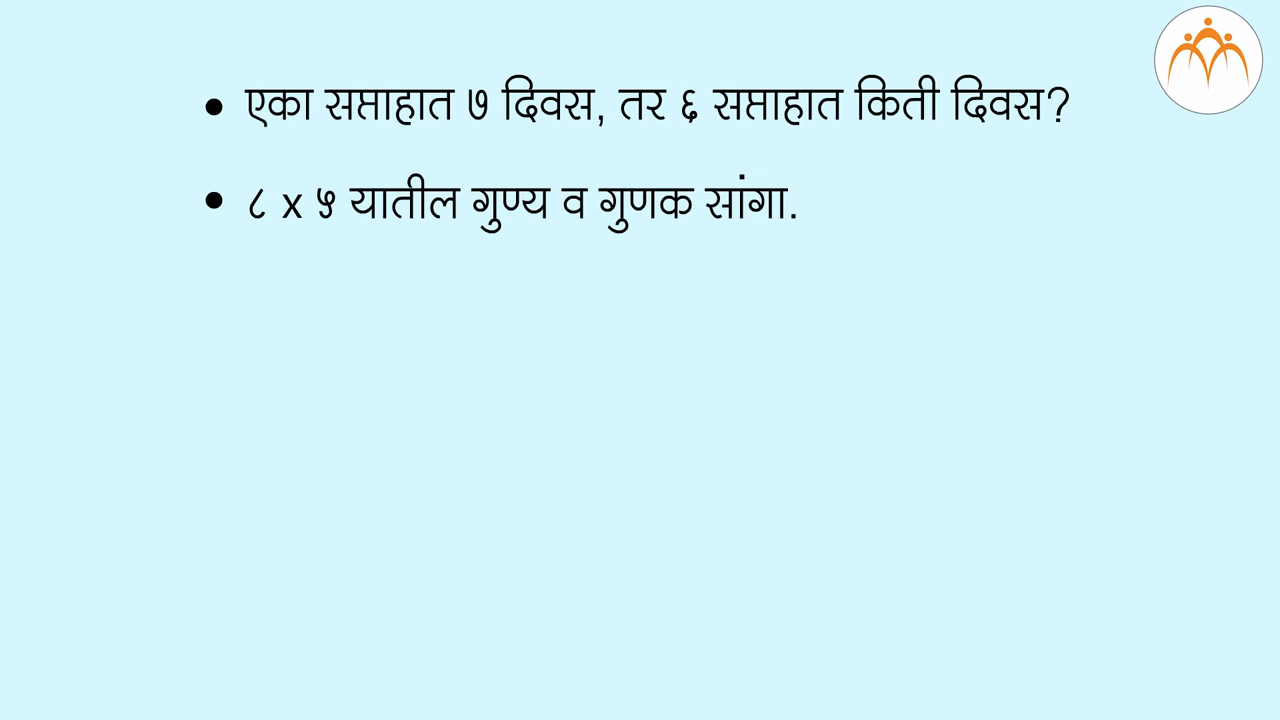 • एका सप्ताहात ७ दिवस, तर ६ सप्ताहात किती दिवस?
• ८ x ५ यातील गुण्य व गुणक सांगा.